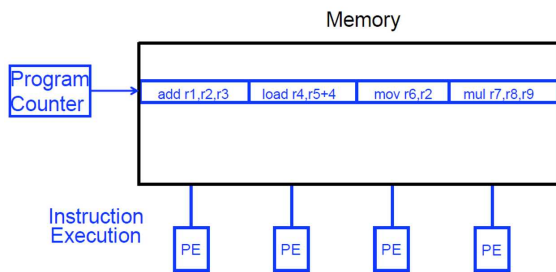 Memory
Program
Counter
add r1,r2,r3
load r4,r5+4
mov r6,r2
mul r7,r8,r9
Instruction
Execution
PE
PE
PE
PE